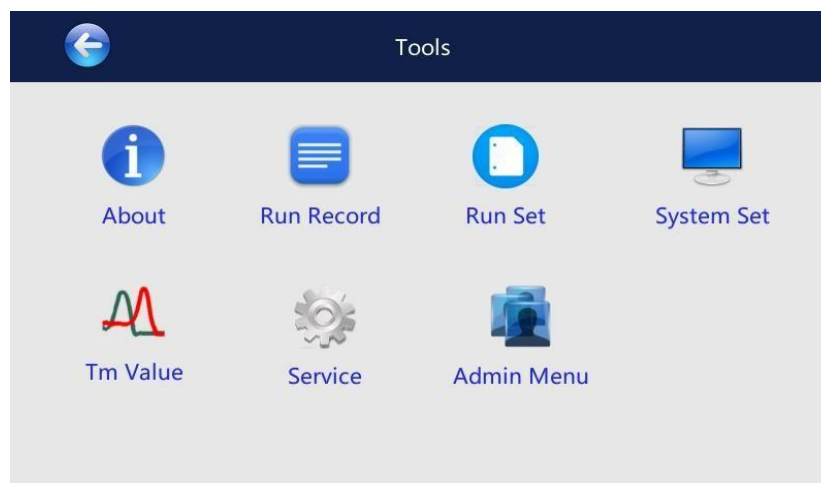 Tools
About
Run Record
Run Set
System Set
Tm Value
Service
Admin Menu